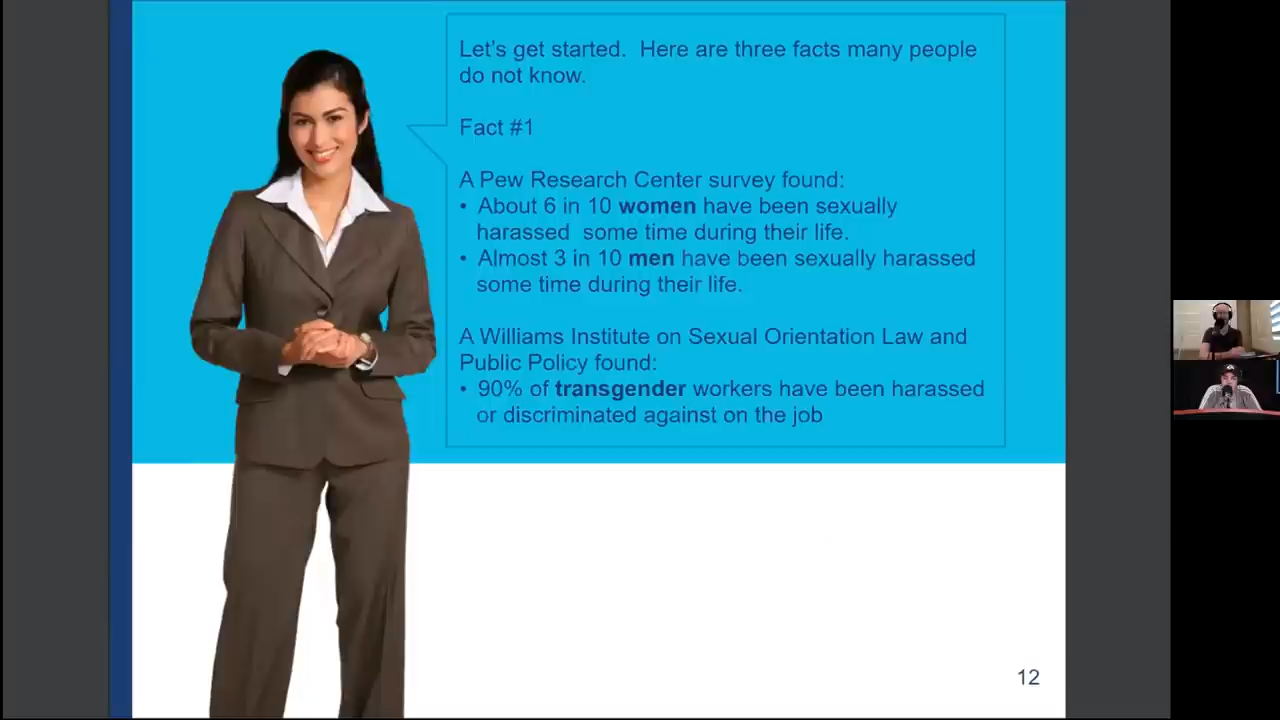 Let's get started.  Here are three facts many people
do not know.
Fact #1
A Pew Research Center survey found:
• About 6 in 10 women have been sexually
harassed  some time during their life.
• Almost 3 in 10 men have been sexually harassed
some time during their life.
A Williams Institute on Sexual Orientation Law and
Public Policy found:
• 90% of transgender workers have been harassed
or discriminated against on the job
12